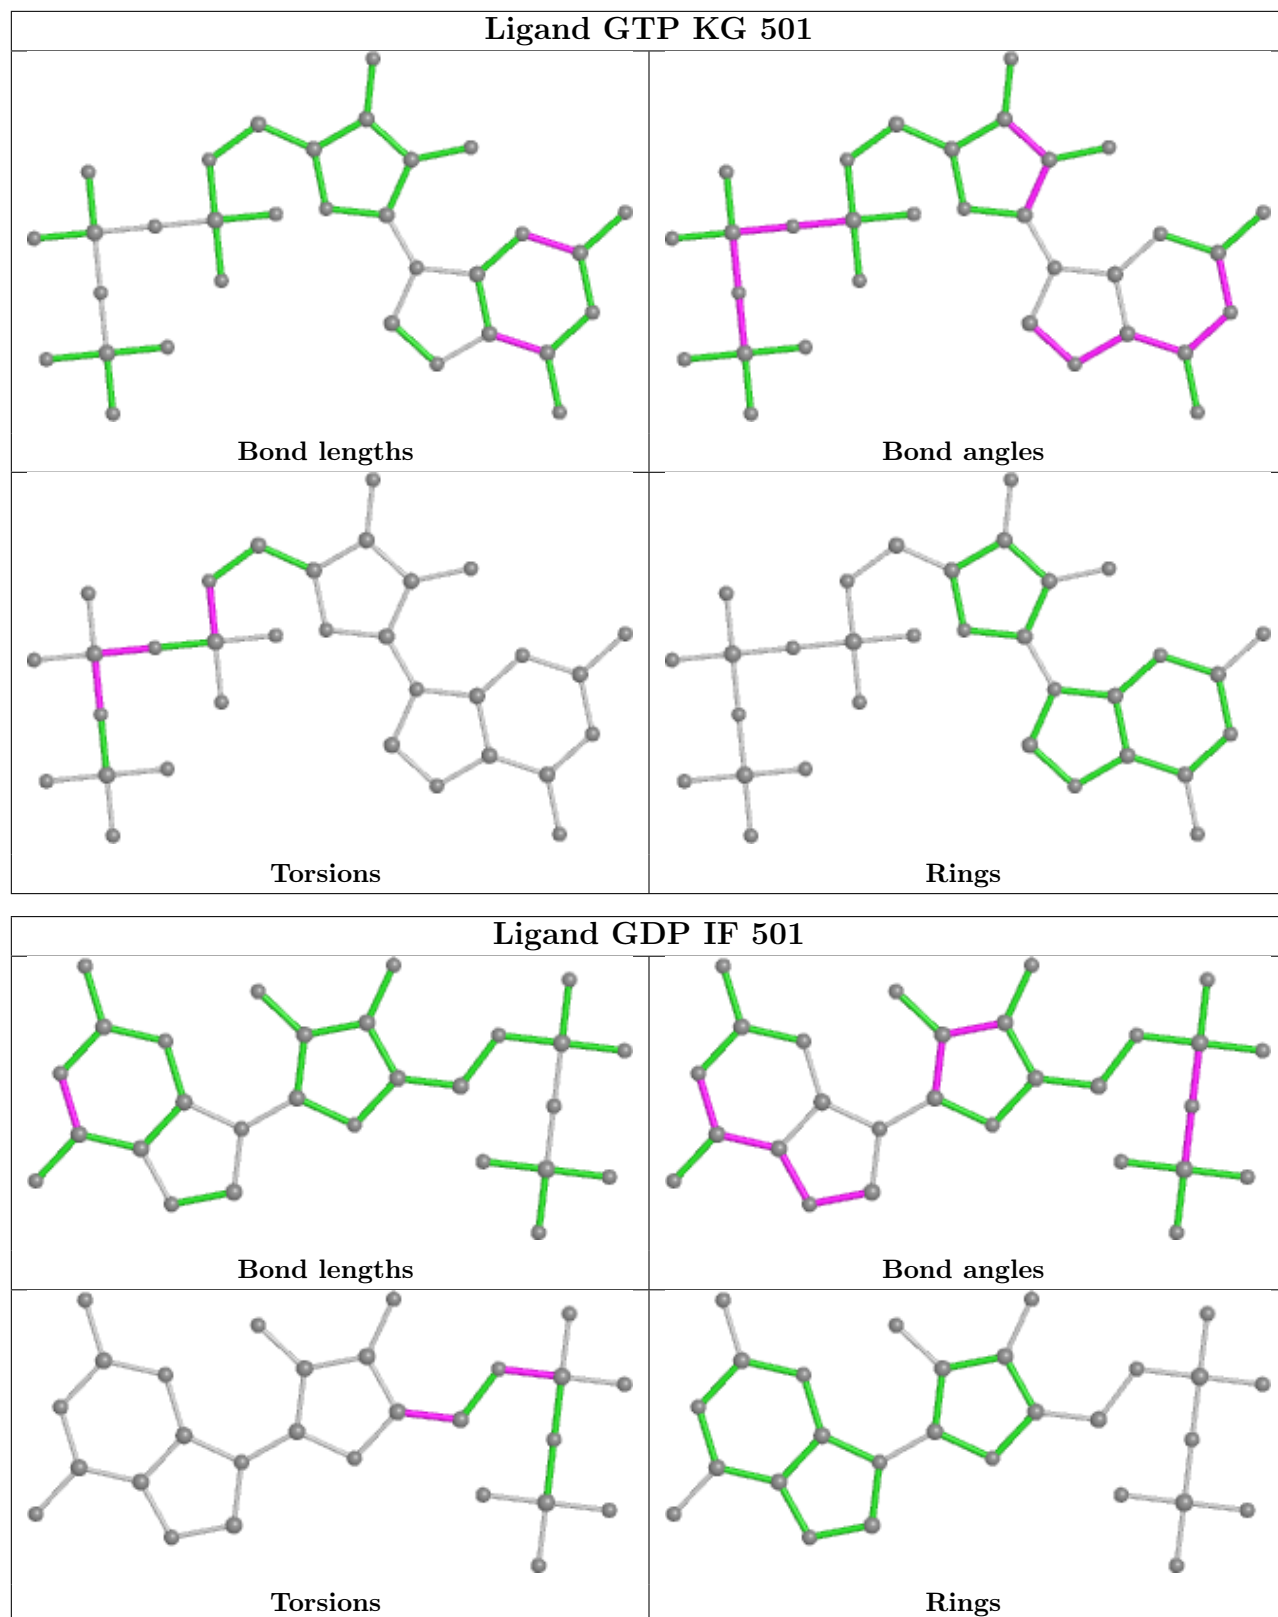 Ligand GTP KG 501
Bond lengths
Bond angles
Torsions
Rings
Ligand GDP IF 501
Bond lengths
Bond angles
Torsions
Rings